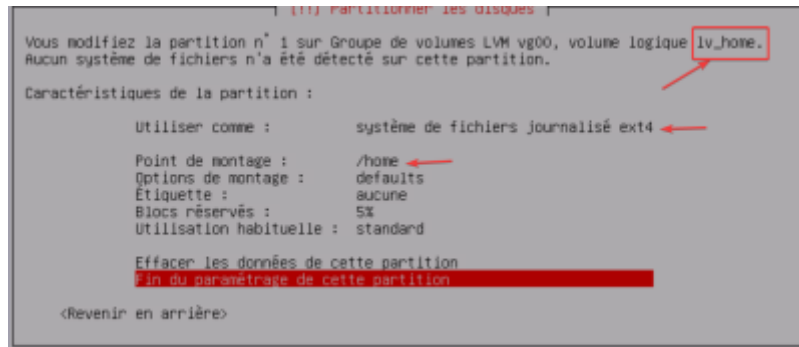 [!!] Partitionner les disques
Vous modifiez la partition n° 1 sur Groupe de volumes LVM vg00, volume logique lv_home.
Aucun système de fichiers n'a été détecté sur cette partition.
Caractéristiques de la partition :
Utiliser comme : système de fichiers journalisé ext4
Point de montage : /home
Options de montage : defaults
Étiquette : aucune
Blocs réservés : 5%
Utilisation habituelle : standard
Effacer les données de cette partition
Fin du paramétrage de cette partition
<Revenir en arrière>